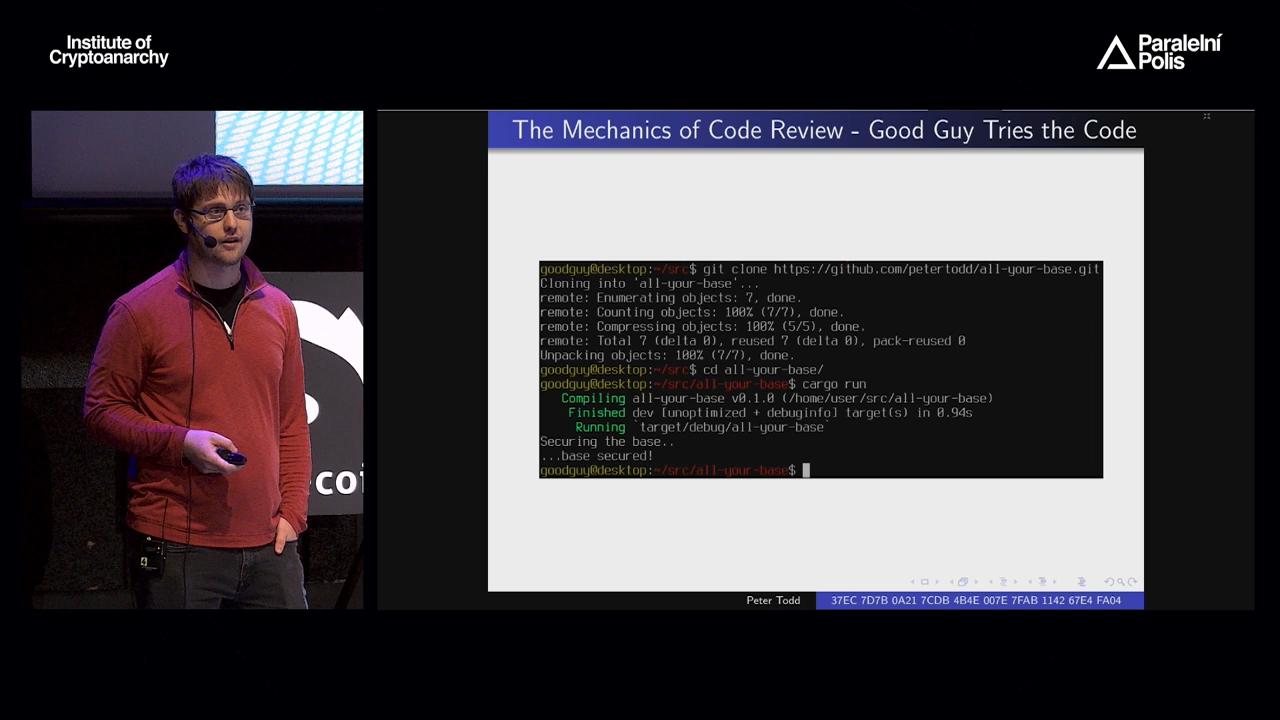 Institute of
Cryptoanarchy
Paralelní
Polis
The Mechanics of Code Review - Good Guy Tries the Code
goodguy@desktop:~/src$ git clone https://github.com/petertodd/all-your-base.git
Cloning into 'all-your-base'...
remote: Enumerating objects: 7, done.
remote: Counting objects: 100% (7/7), done.
remote: Compressing objects: 100% (5/5), done.
remote: Total 7 (delta 0), reused 7 (delta 0), pack-reused 0
Unpacking objects: 100% (7/7), done.
goodguy@desktop:~/src$ cd all-your-base/
goodguy@desktop:~/src/all-your-base$ cargo run
Compiling all-your-base v0.1.0 (/home/user/src/all-your-base)
Finished dev [unoptimized + debuginfo] target(s) in 0.94s
Running `target/debug/all-your-base`
Securing the base..
...base secured!
goodguy@desktop:~/src/all-your-base$
coi
4
Peter Todd
37EC 7D7B 0A21 7CDB 4B4E 007E 7FAB 1142 67E4 FA04